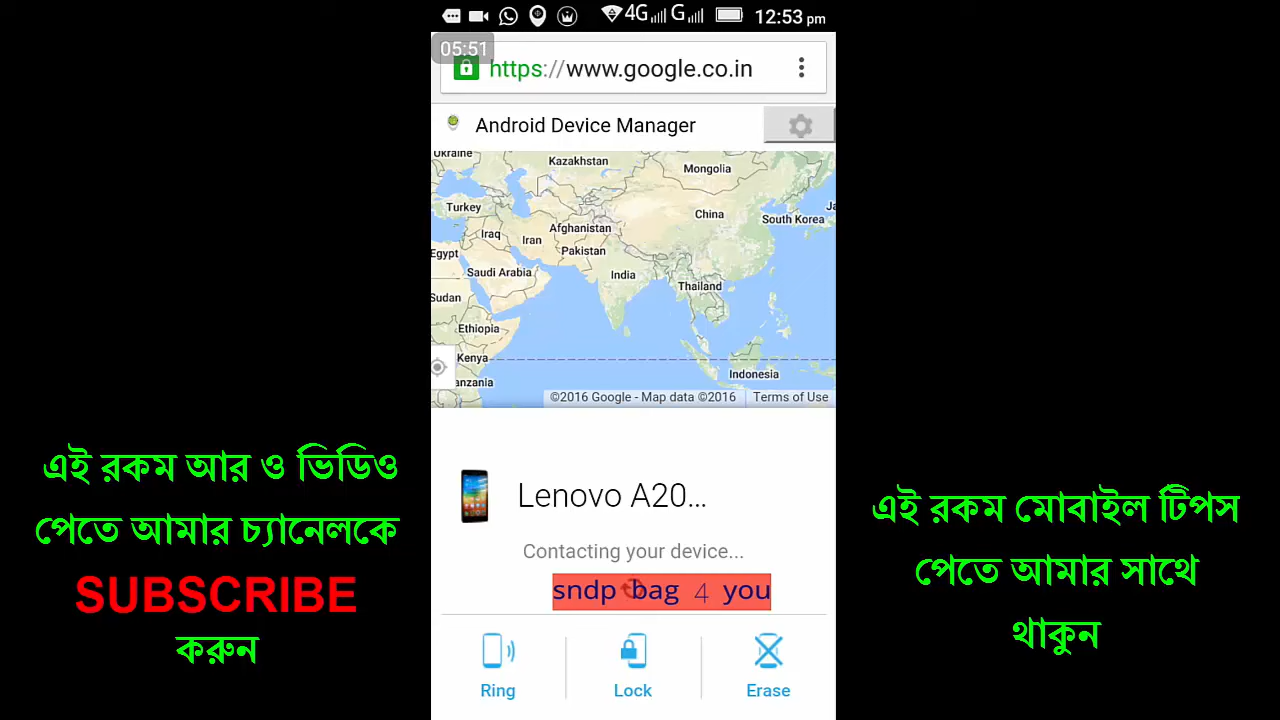 4G G 12:53 pm
05:51
https://www.google.co.in
Android Device Manager
Ukraine
Kazakhstan
Mongolia
Turkey
China
South Korea
Ja
Iraq
Iran
Afghanistan
Pakistan
Egypt
Saudi Arabia
India
Thailand
Sudan
Ethiopia
Kenya
Indonesia
anzania
©2016 Google - Map data ©2016 Terms of Use
Lenovo A20...
Contacting your device...
sndp bag 4 you
Ring Lock Erase
এই রকম আর ও ভিডিও
পেতে আমার চ্যানেলকে
SUBSCRIBE
করুন
এই রকম মোবাইল টিপস
পেতে আমার সাথে
থাকুন